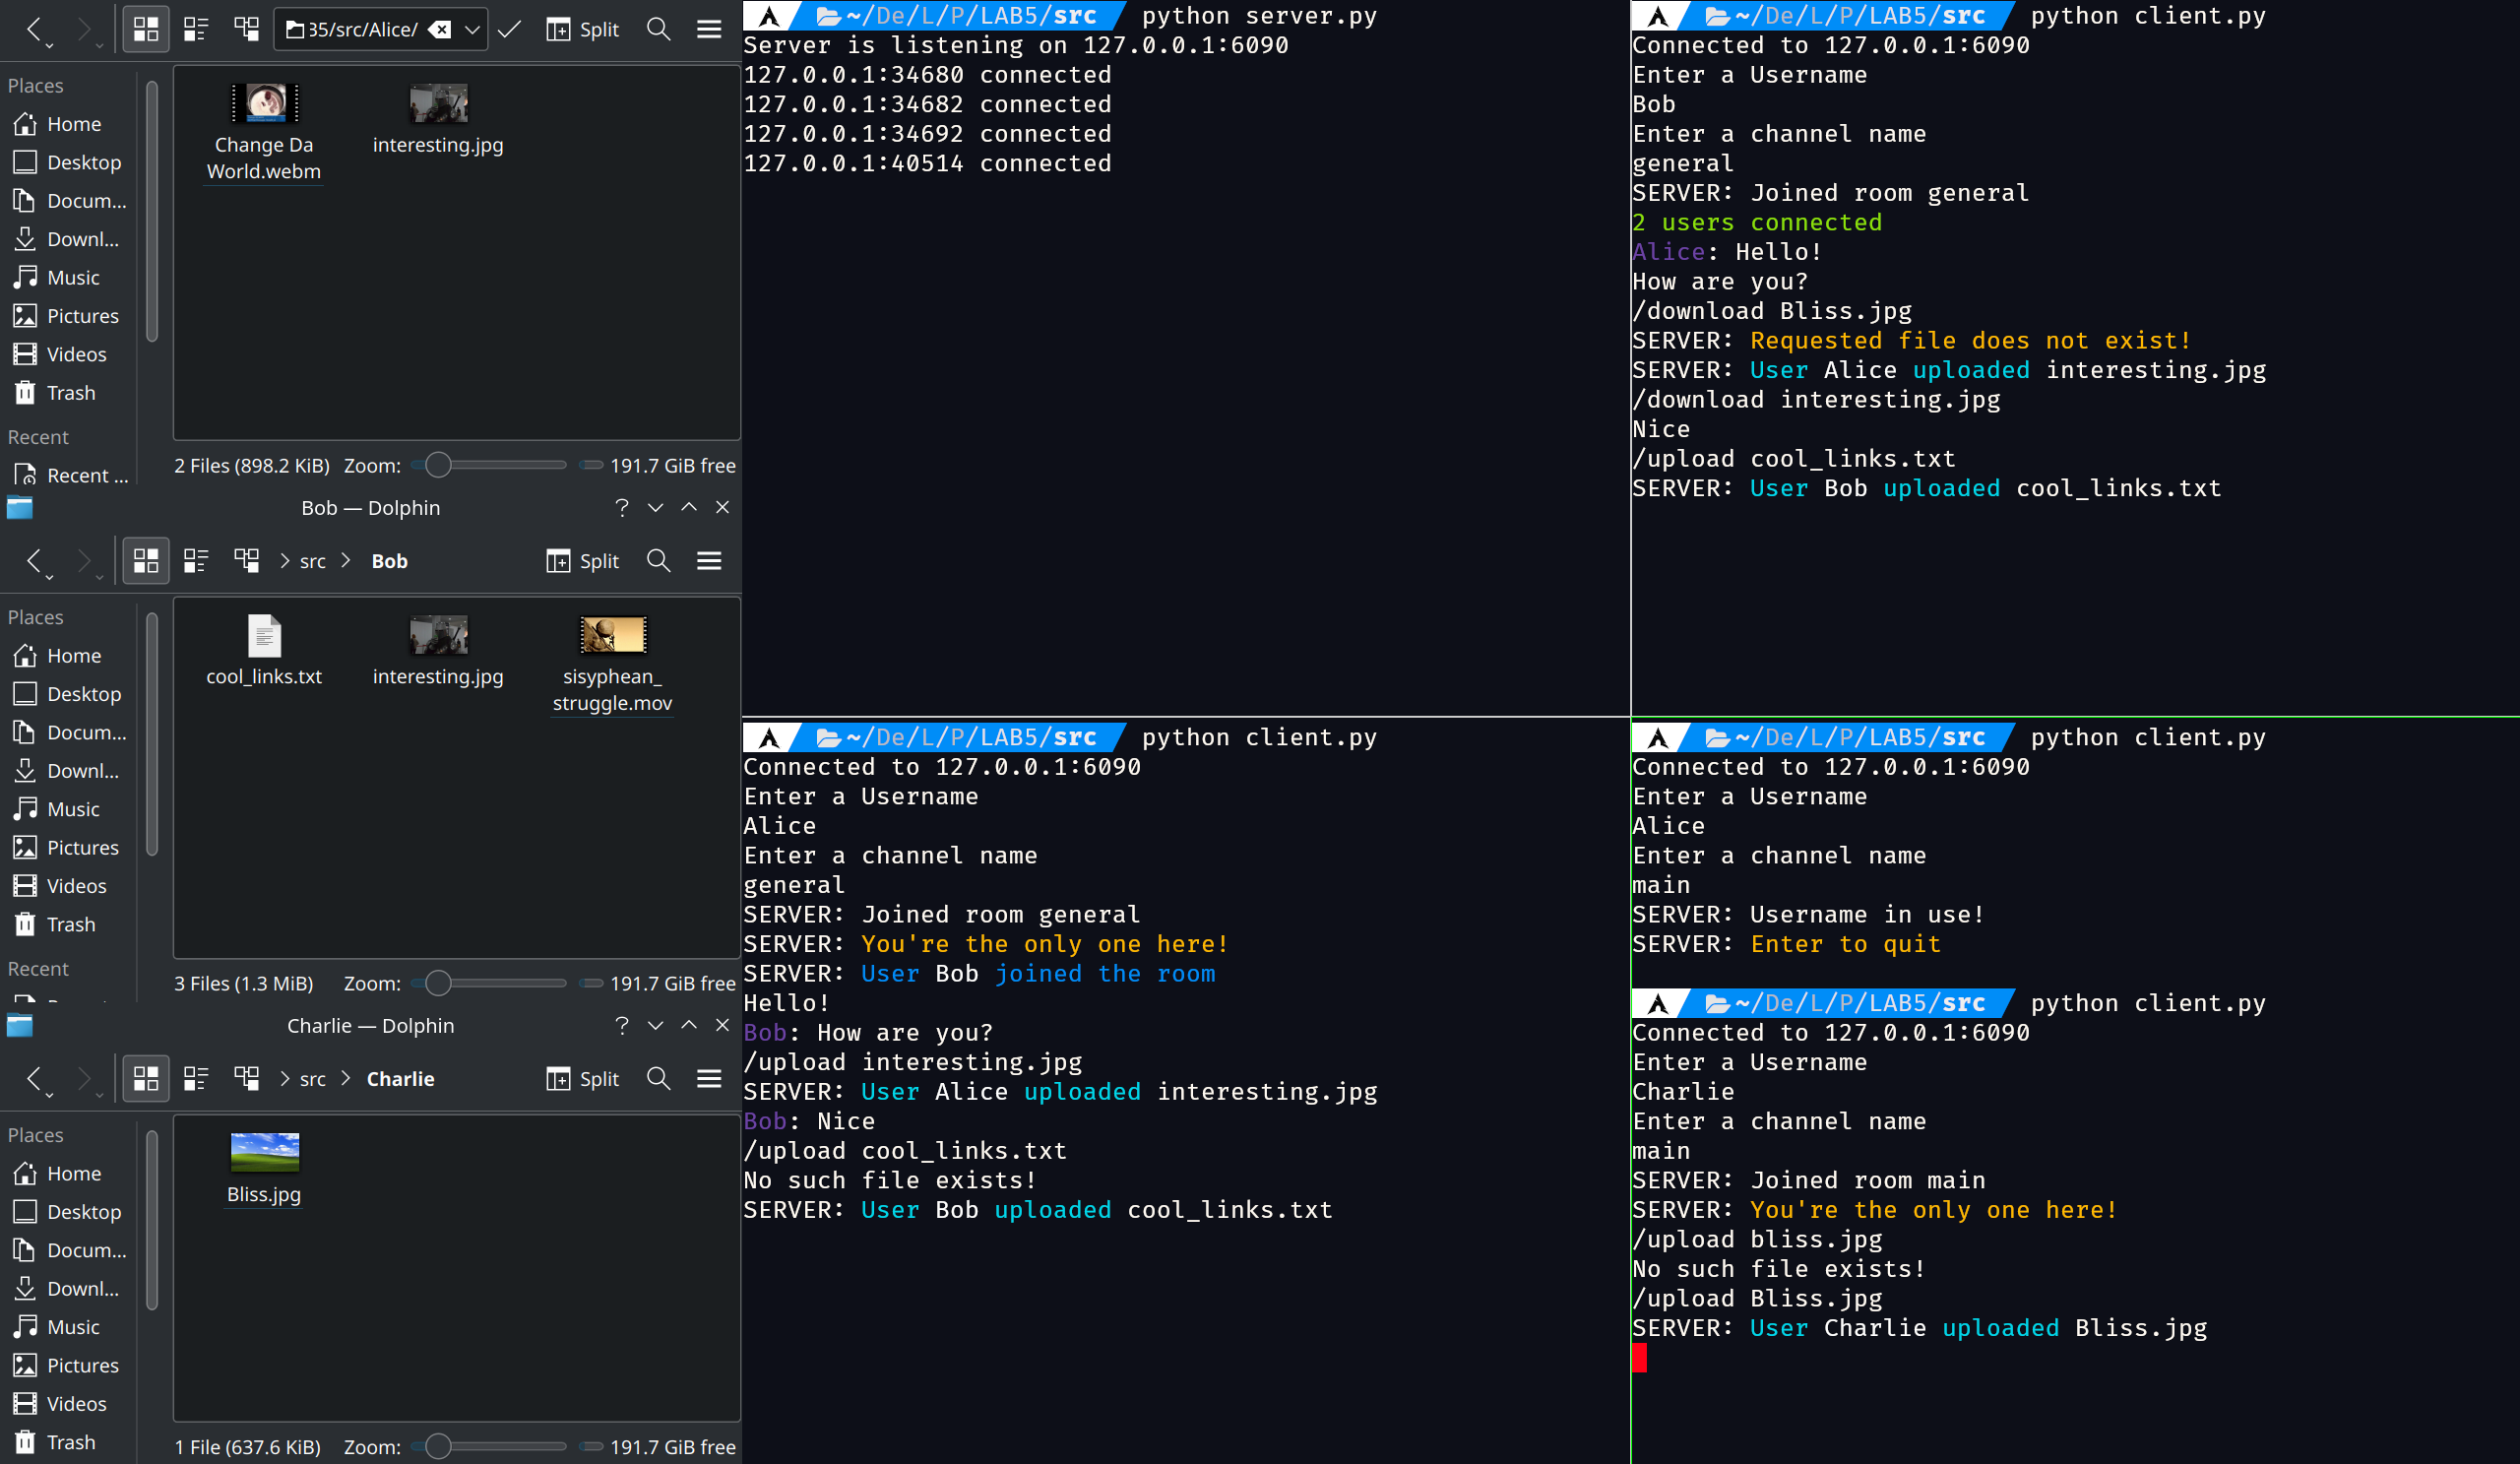 35/src/Alice/
Split
Places
Home
Desktop
Docum...
Downl...
Music
Pictures
Videos
Trash
Recent
Recent ...
Change Da
World.webm
interesting.jpg
2 Files (898.2 KiB) Zoom: 191.7 GiB free
Bob — Dolphin
src Bob
Split
Places
Home
Desktop
Docum...
Downl...
Music
Pictures
Videos
Trash
Recent
cool_links.txt
interesting.jpg
sisyphean_
struggle.mov
3 Files (1.3 MiB) Zoom: 191.7 GiB free
Charlie — Dolphin
src Charlie
Split
Places
Home
Desktop
Docum...
Downl...
Music
Pictures
Videos
Trash
Bliss.jpg
1 File (637.6 KiB) Zoom: 191.7 GiB free
~/De/L/P/LAB5/src python server.py
Server is listening on 127.0.0.1:6090
127.0.0.1:34680 connected
127.0.0.1:34682 connected
127.0.0.1:34692 connected
127.0.0.1:40514 connected
~/De/L/P/LAB5/src python client.py
Connected to 127.0.0.1:6090
Enter a Username
Bob
Enter a channel name
general
SERVER: Joined room general
2 users connected
Alice: Hello!
How are you?
/download Bliss.jpg
SERVER: Requested file does not exist!
SERVER: User Alice uploaded interesting.jpg
/download interesting.jpg
Nice
/upload cool_links.txt
SERVER: User Bob uploaded cool_links.txt
~/De/L/P/LAB5/src python client.py
Connected to 127.0.0.1:6090
Enter a Username
Alice
Enter a channel name
general
SERVER: Joined room general
SERVER: You're the only one here!
SERVER: User Bob joined the room
Hello!
Bob: How are you?
/upload interesting.jpg
SERVER: User Alice uploaded interesting.jpg
Bob: Nice
/upload cool_links.txt
No such file exists!
SERVER: User Bob uploaded cool_links.txt
~/De/L/P/LAB5/src python client.py
Connected to 127.0.0.1:6090
Enter a Username
Alice
Enter a channel name
main
SERVER: Username in use!
SERVER: Enter to quit
~/De/L/P/LAB5/src python client.py
Connected to 127.0.0.1:6090
Enter a Username
Charlie
Enter a channel name
main
SERVER: Joined room main
SERVER: You're the only one here!
/upload bliss.jpg
No such file exists!
/upload Bliss.jpg
SERVER: User Charlie uploaded Bliss.jpg